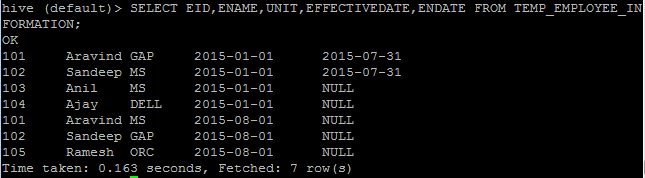 hive (default)> SELECT EID,ENAME,UNIT,EFFECTIVEDATE,ENDATE FROM TEMP_EMPLOYEE_IN
FORMATION;
OK
101 Aravind GAP 2015-01-01 2015-07-31
102 Sandeep MS 2015-01-01 2015-07-31
103 Anil MS 2015-01-01 NULL
104 Ajay DELL 2015-01-01 NULL
101 Aravind MS 2015-08-01 NULL
102 Sandeep GAP 2015-08-01 NULL
105 Ramesh ORC 2015-08-01 NULL
Time taken: 0.163 seconds, Fetched: 7 row(s)